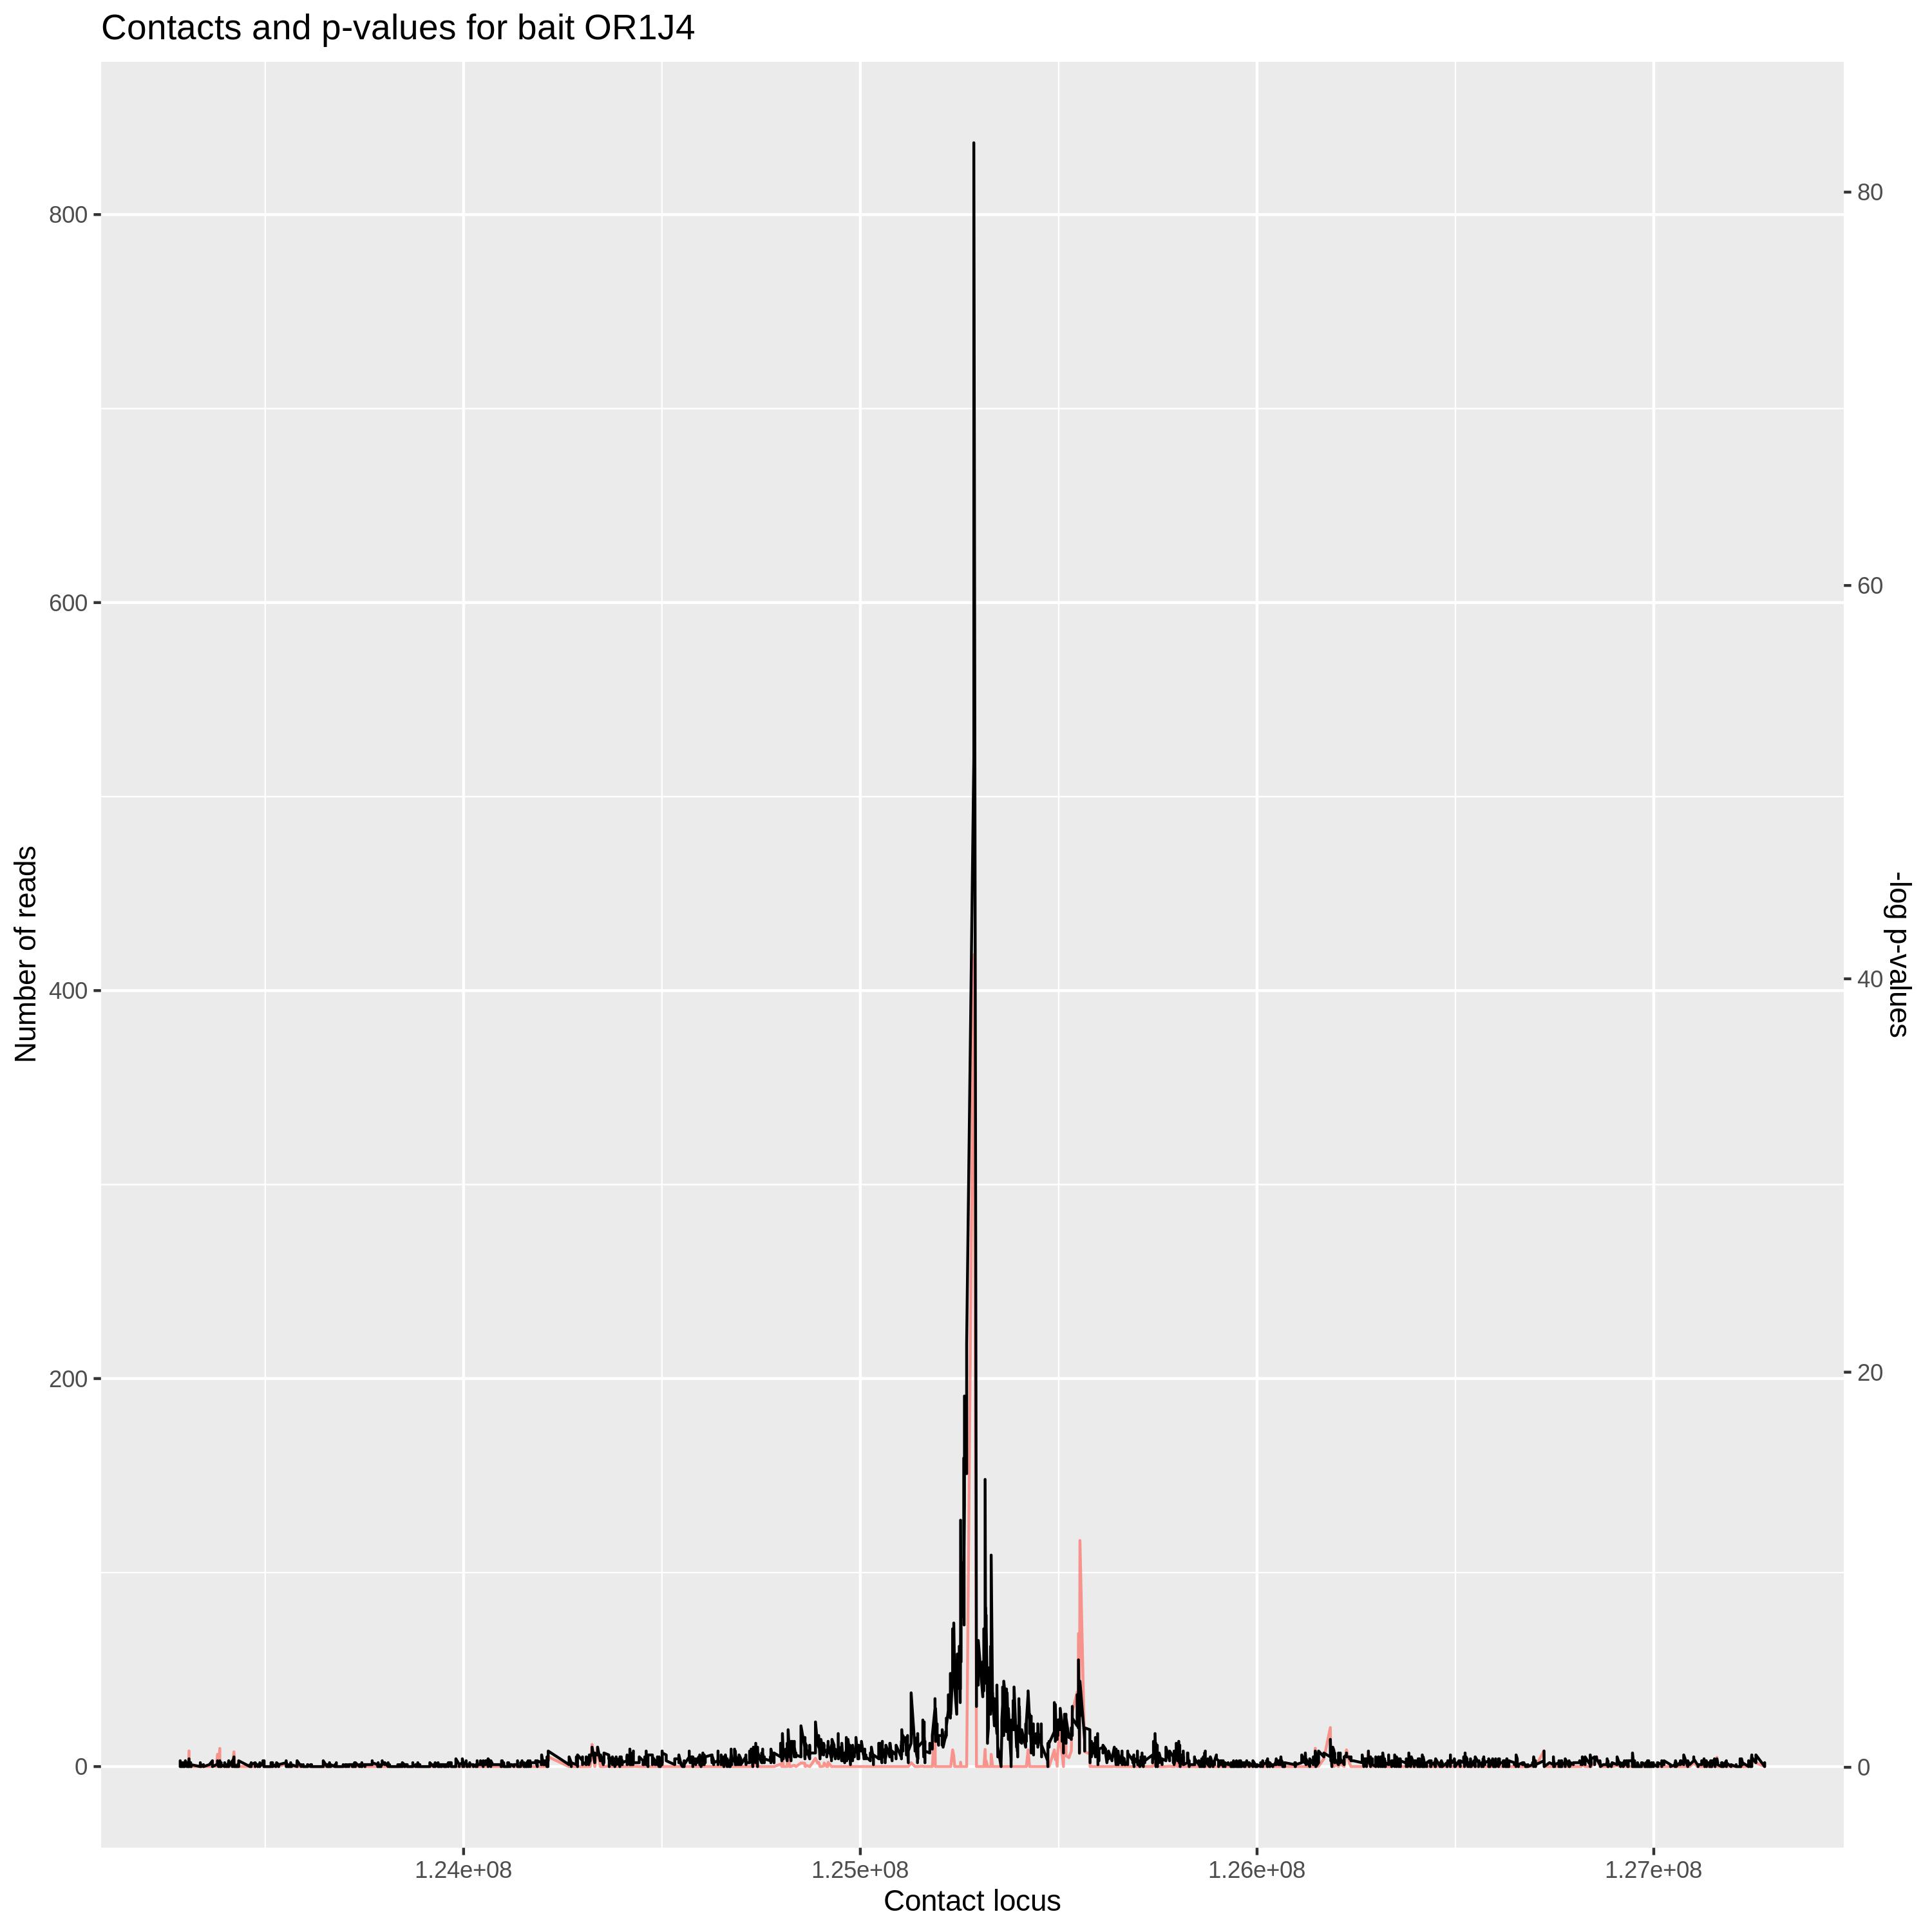 Contacts and p-values for bait OR1J4
800
600
400
200
0
Number of reads
80
60
40
20
0
-log p-values
1.24e+08
1.25e+08
1.26e+08
1.27e+08
Contact locus